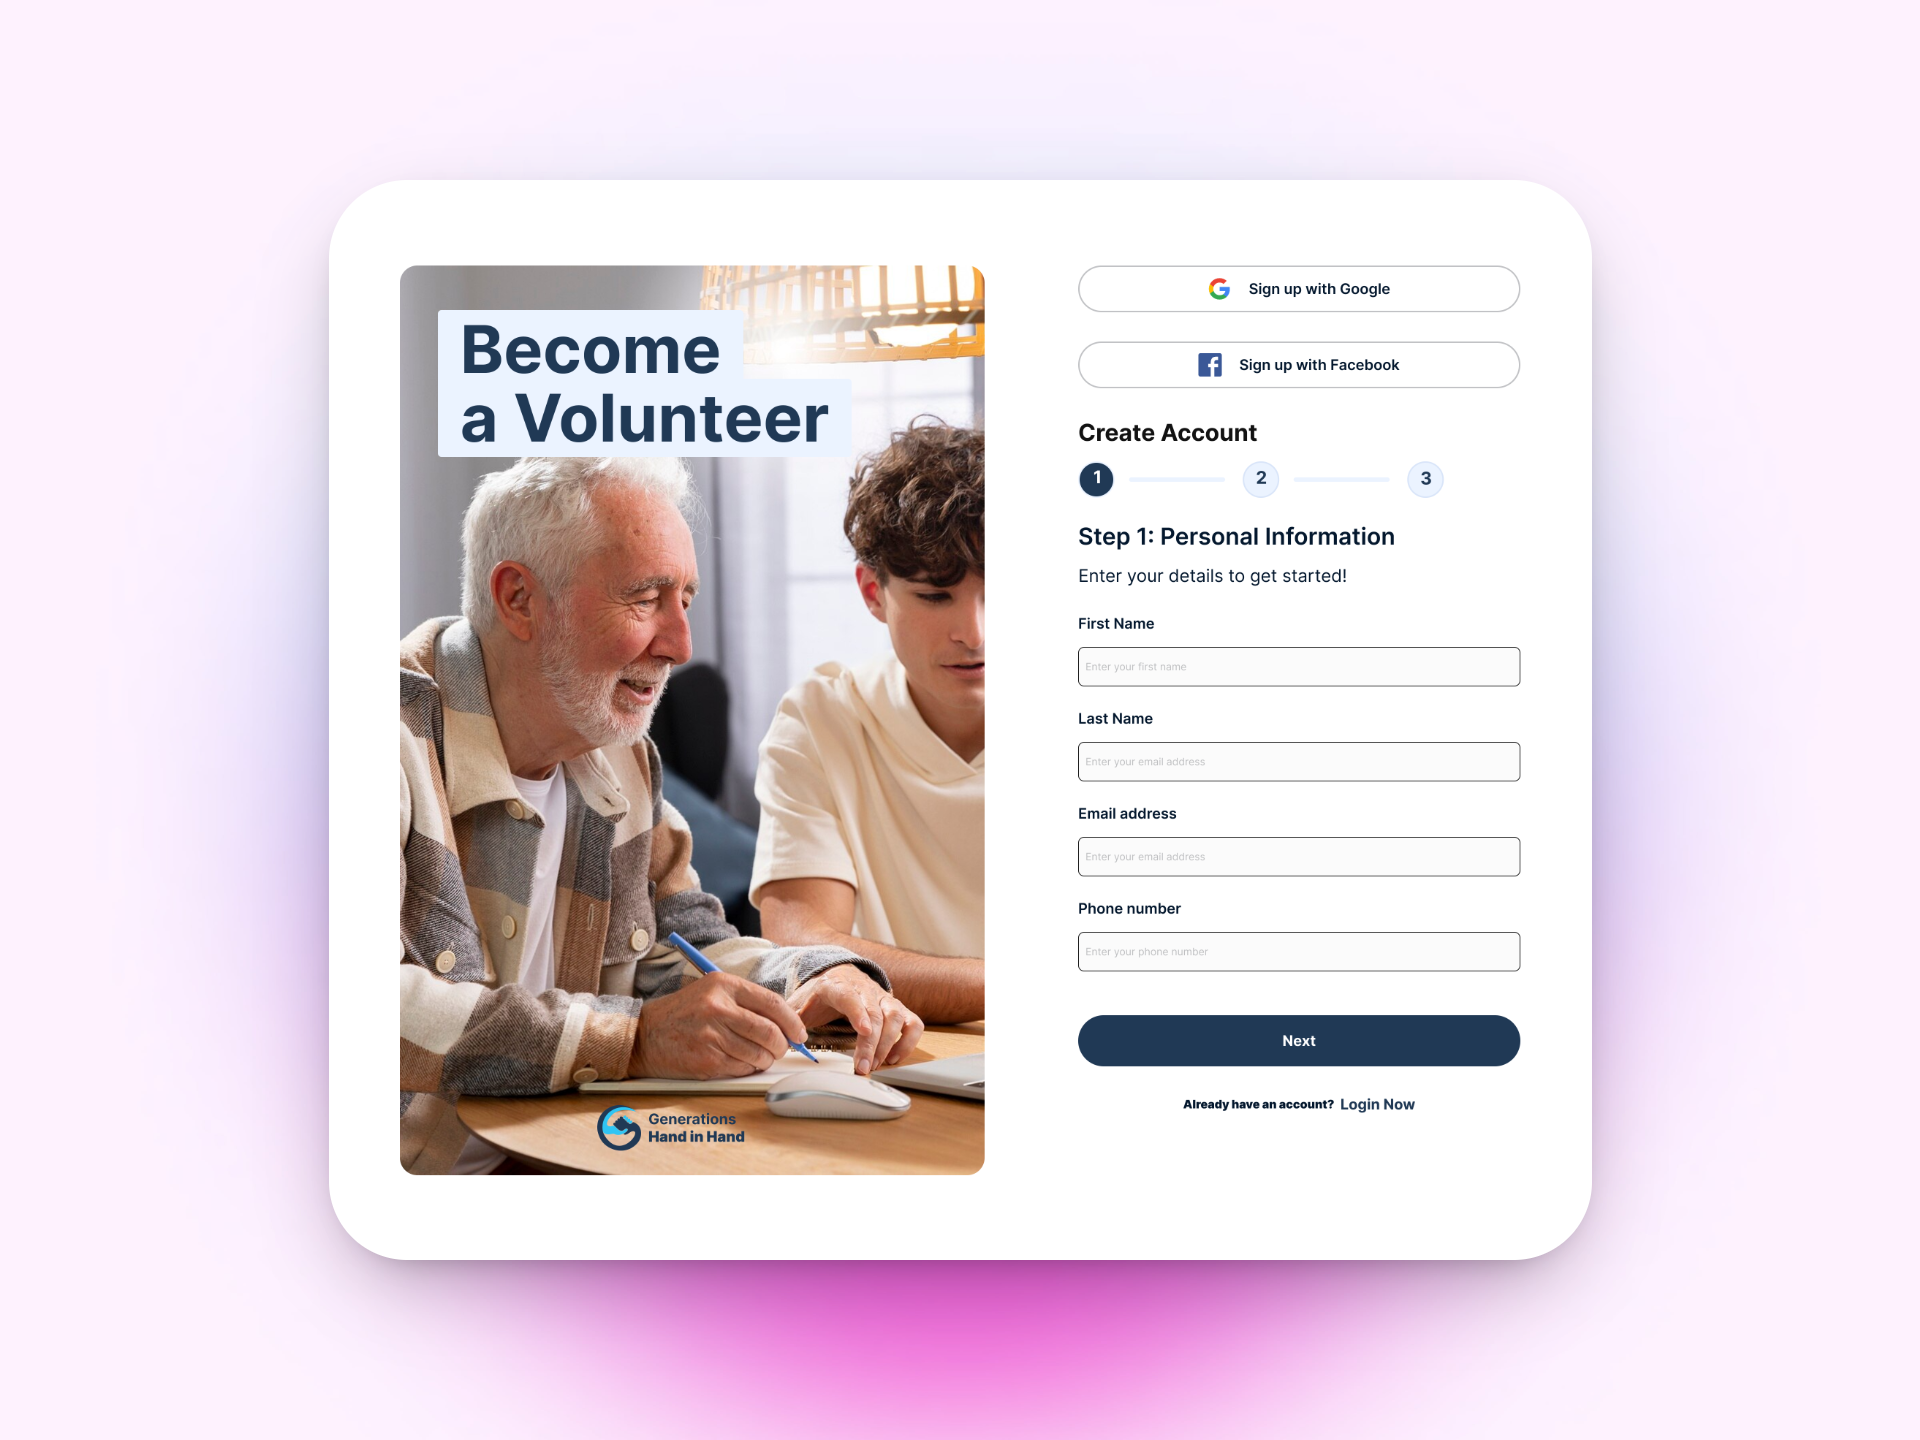 Become
a Volunteer
Generations
Hand in Hand
Sign up with Google
Sign up with Facebook
Create Account
1
2
3
Step 1: Personal Information
Enter your details to get started!
First Name
Enter your first name
Last Name
Enter your email address
Email address
Enter your email address
Phone number
Enter your phone number
Next
Already have an account? Login Now